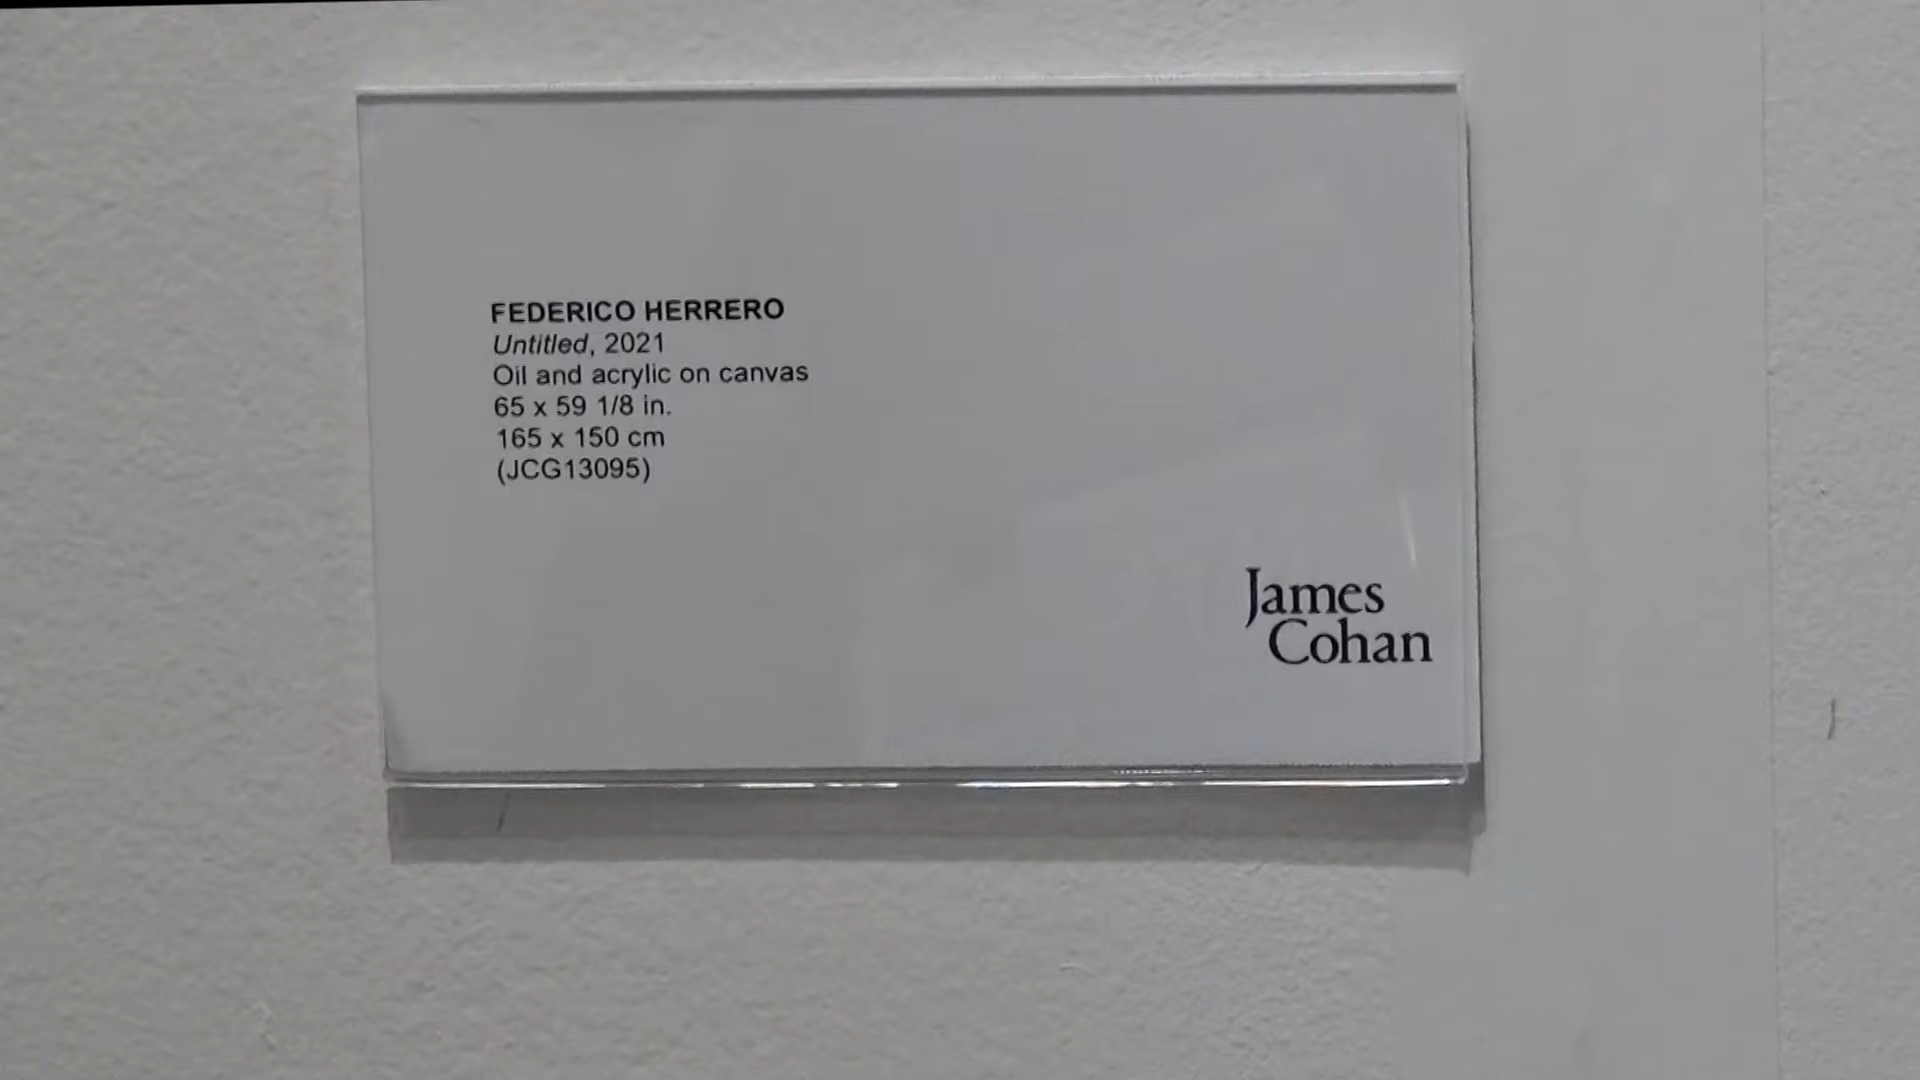 FEDERICO HERRERO
Untitled, 2021
Oil and acrylic on canvas
65 x 59 1/8 in.
165 x 150 cm
(JCG13095)
James
Cohan